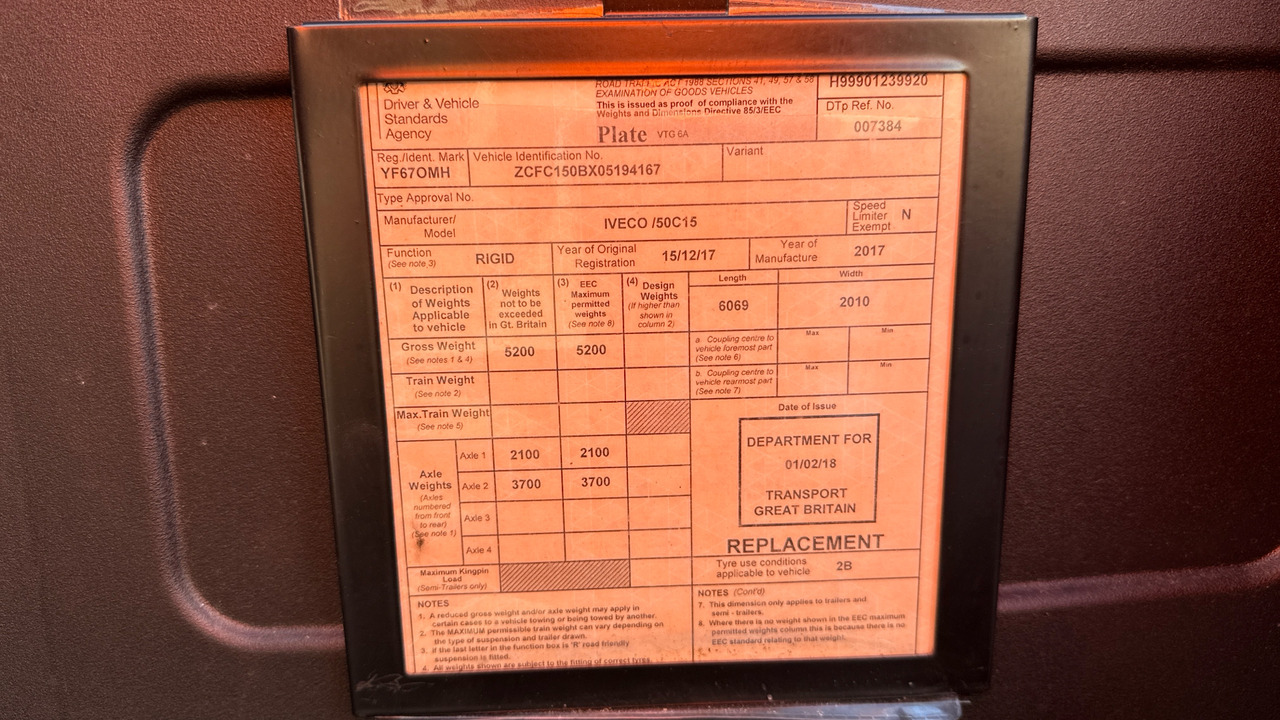 ROAD TRAFFIC ACT 1988 SECTIONS 41, 49, 57 & 58
EXAMINATION OF GOODS VEHICLES
This is issued as proof of compliance with the
Weights and Dimensions Directive 85/3/EEC
Driver & Vehicle
Standards
Agency
Plate VTG 6A
H99901239920
DTp Ref. No.
007384
Reg./Ident. Mark
YF67OMH
Vehicle Identification No.
ZCFC150BX05194167
Variant
Type Approval No.
Manufacturer/
Model
IVECO /50C15
Speed
Limiter
Exempt
N
Function
(See note 3)
RIGID
Year of Original
Registration
15/12/17
Year of
Manufacture
2017
(1) Description
of Weights
Applicable
to vehicle
(2) Weights
not to be
exceeded
in Gt. Britain
(3) EEC
Maximum
permitted
weights
(See note 8)
(4) Design
Weights
(If higher than
shown in
column 2)
Length
6069
Width
2010
Gross Weight
(See notes 1 & 4)
5200
5200
a. Coupling centre to
vehicle foremost part
(See note 6)
Max
Min
Train Weight
(See note 2)
b. Coupling centre to
vehicle rearmost part
(See note 7)
Max
Min
Max.Train Weight
(See note 5)
Axle
Weights
(Axles
numbered
from front
to rear)
(See note 1)
Axle 1
2100
2100
Axle 2
3700
3700
Axle 3
Axle 4
Maximum Kingpin
Load
(Semi-Trailers only)
Date of Issue
DEPARTMENT FOR
01/02/18
TRANSPORT
GREAT BRITAIN
REPLACEMENT
Tyre use conditions
applicable to vehicle
2B
NOTES
1. A reduced gross weight and/or axle weight may apply in
certain cases to a vehicle towing or being towed by another.
2. The MAXIMUM permissible train weight can vary depending on
the type of suspension and trailer drawn.
3. If the last letter in the function box is 'R' road friendly
suspension is fitted.
4. All weights shown are subject to the fitting of correct tyres.
NOTES (Cont'd)
7. This dimension only applies to trailers and
semi - trailers.
8. Where there is no weight shown in the EEC maximum
permitted weights column this is because there is no
EEC standard relating to that weight.